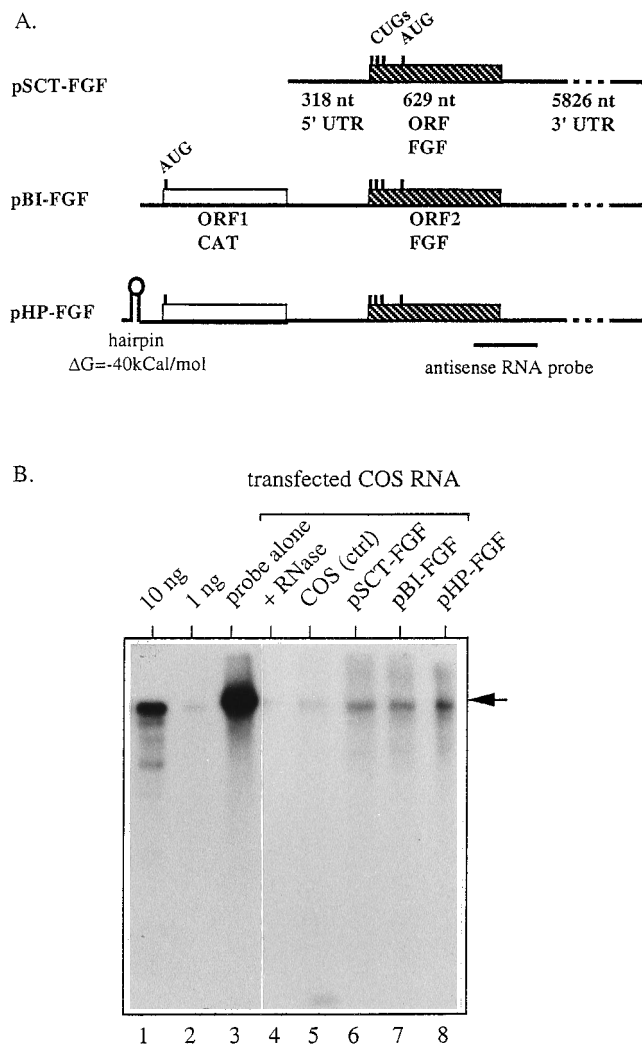 A.
CUGs
AUG
pSCT-FGF
318 nt 629 nt 5826 nt
5' UTR ORF 3' UTR
FGF
AUG
pBI-FGF
ORF1 ORF2
CAT FGF
pHP-FGF
hairpin
ΔG=-40kCal/mol
antisense RNA probe
B.
transfected COS RNA
10 ng
1 ng
probe alone
+ RNase
COS (ctrl)
pSCT-FGF
pBI-FGF
pHP-FGF
1 2 3 4 5 6 7 8